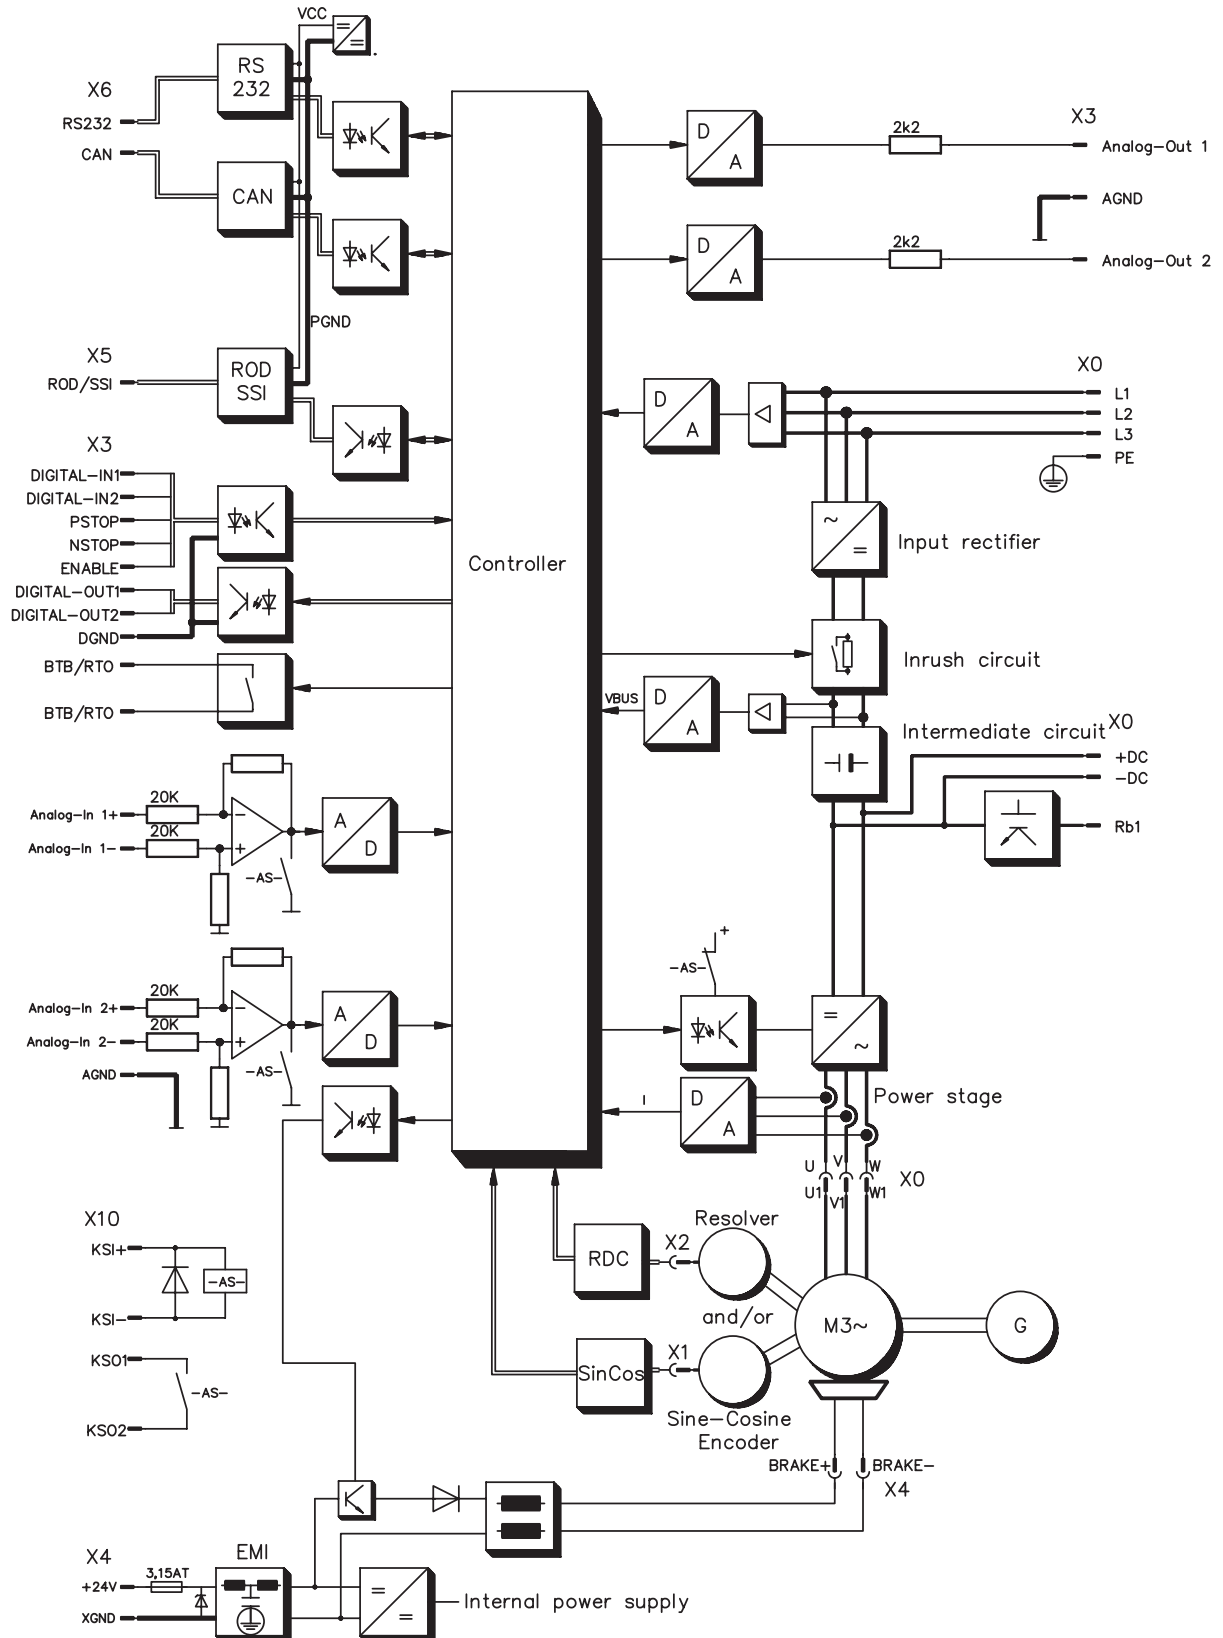 VCC
RS
232
X6
RS232
CAN
CAN
PGND
X5
ROD/SSI
ROD
SSI
X3
DIGITAL-IN1
DIGITAL-IN2
PSTOP
NSTOP
ENABLE
DIGITAL-OUT1
DIGITAL-OUT2
DGND
BTB/RTO
BTB/RTO
20K
Analog-In 1+
20K
Analog-In 1-
-AS-
A
D
20K
Analog-In 2+
20K
Analog-In 2-
-AS-
A
D
AGND
X10
KSI+
-AS-
KSI-
KSO1
-AS-
KSO2
X4
+24V
3,15AT
XGND
EMI
=
=
Internal power supply
Controller
D
A
2k2
X3
Analog-Out 1
AGND
D
A
2k2
Analog-Out 2
X0
L1
L2
L3
PE
D
A
~
=
Input rectifier
Inrush circuit
VBUS
D
A
Intermediate circuit
X0
+DC
-DC
Rb1
+
-AS-
=
~
Power stage
I
D
A
U
V
W
X0
U1
V1
W1
Resolver
RDC
X2
and/or
M3~
G
SinCos
X1
Sine-Cosine
Encoder
BRAKE+
BRAKE-
X4